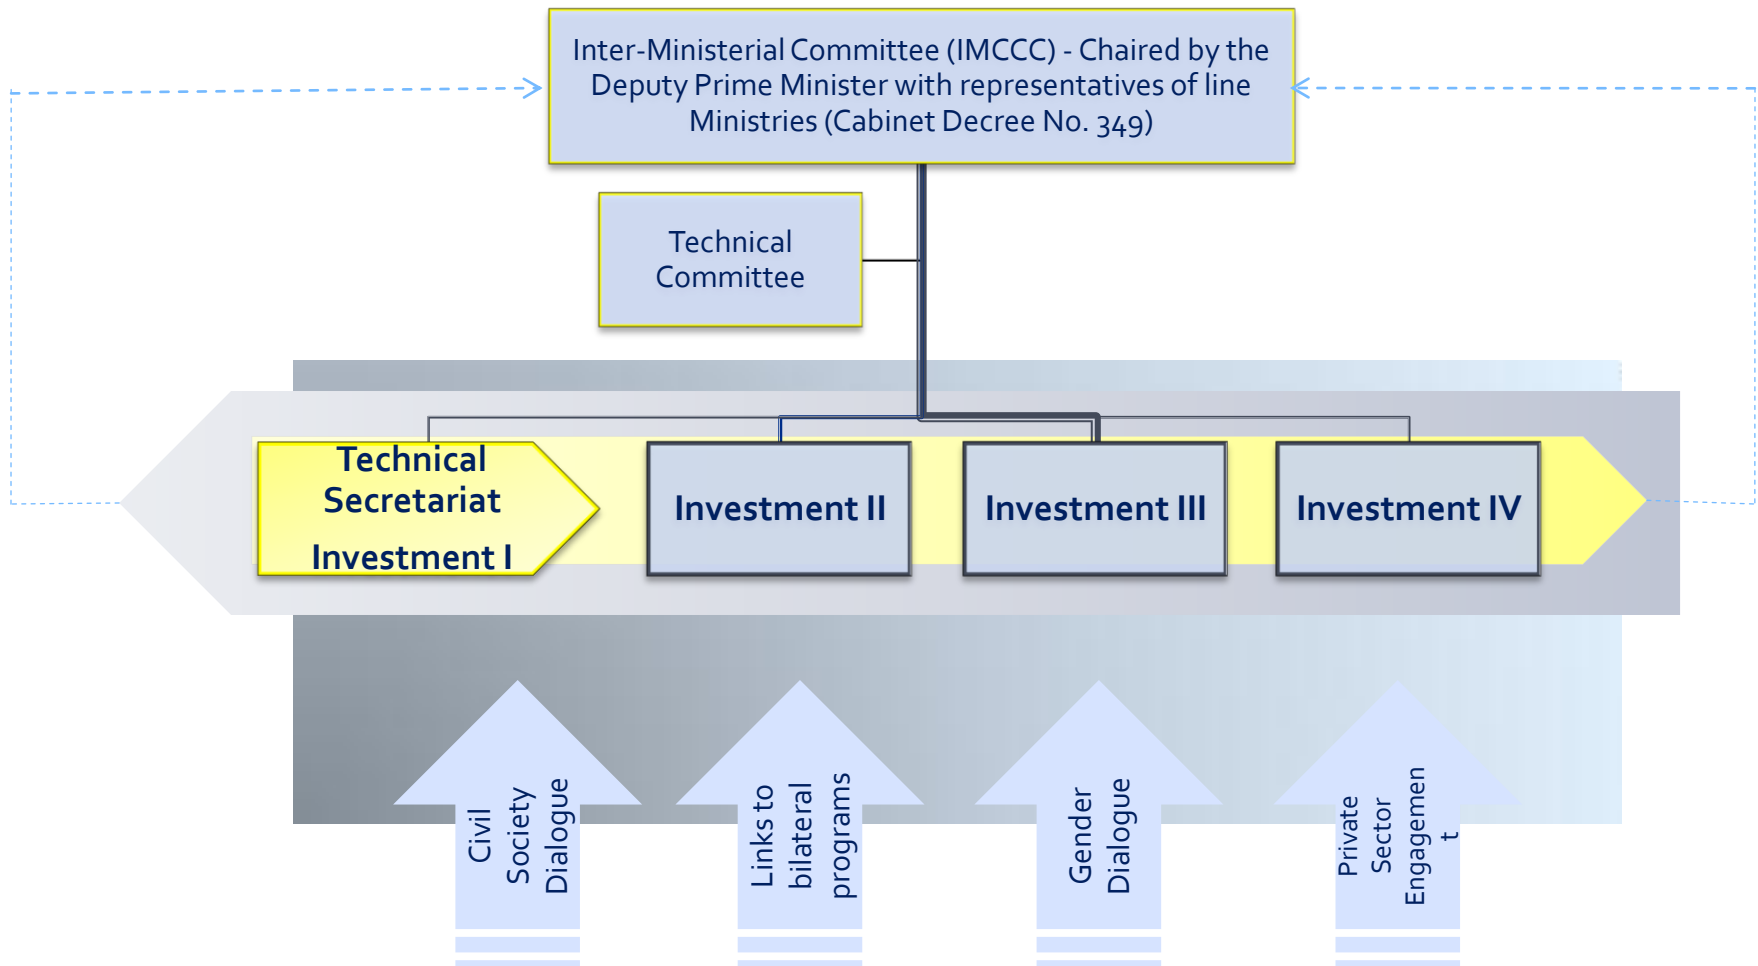 Inter-Ministerial Committee (IMCCC) - Chaired by the
Deputy Prime Minister with representatives of line
Ministries (Cabinet Decree No. 349)
Technical
Committee
Technical
Secretariat
Investment I
Investment II
Investment III
Investment IV
Civil
Society
Dialogue
Links to
bilateral
programs
Gender
Dialogue
Private
Sector
Engagemen
t